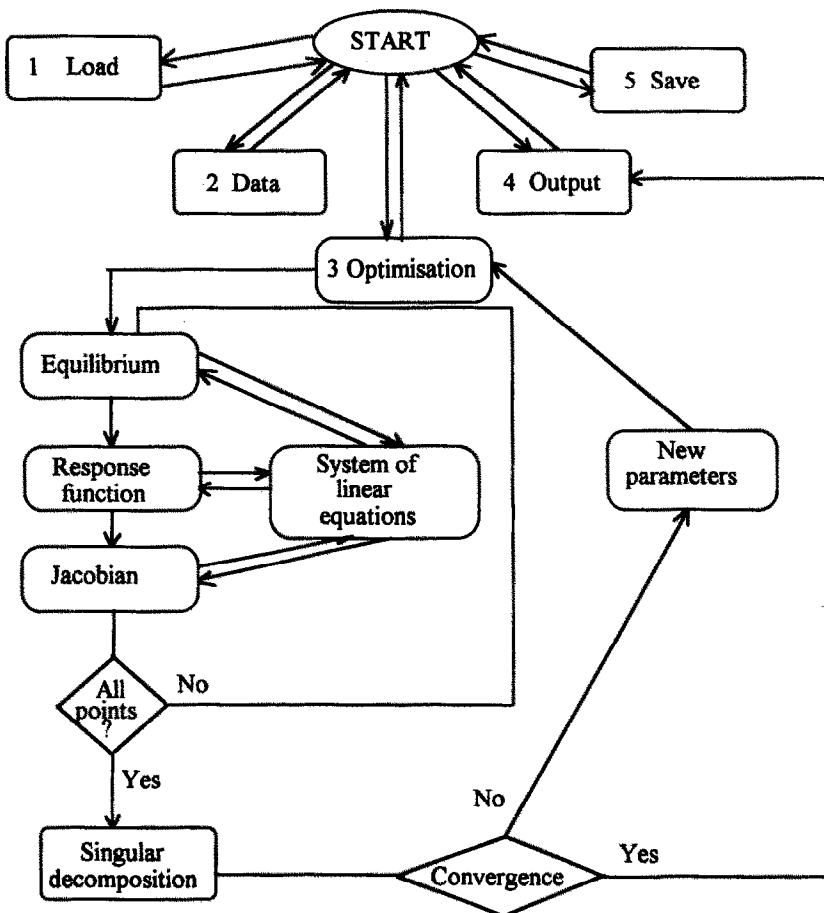 START
1 Load
5 Save
2 Data
4 Output
3 Optimisation
Equilibrium
Response
function
System of
linear
equations
New
parameters
Jacobian
All
points
?
No
Yes
Singular
decomposition
No
Convergence
Yes